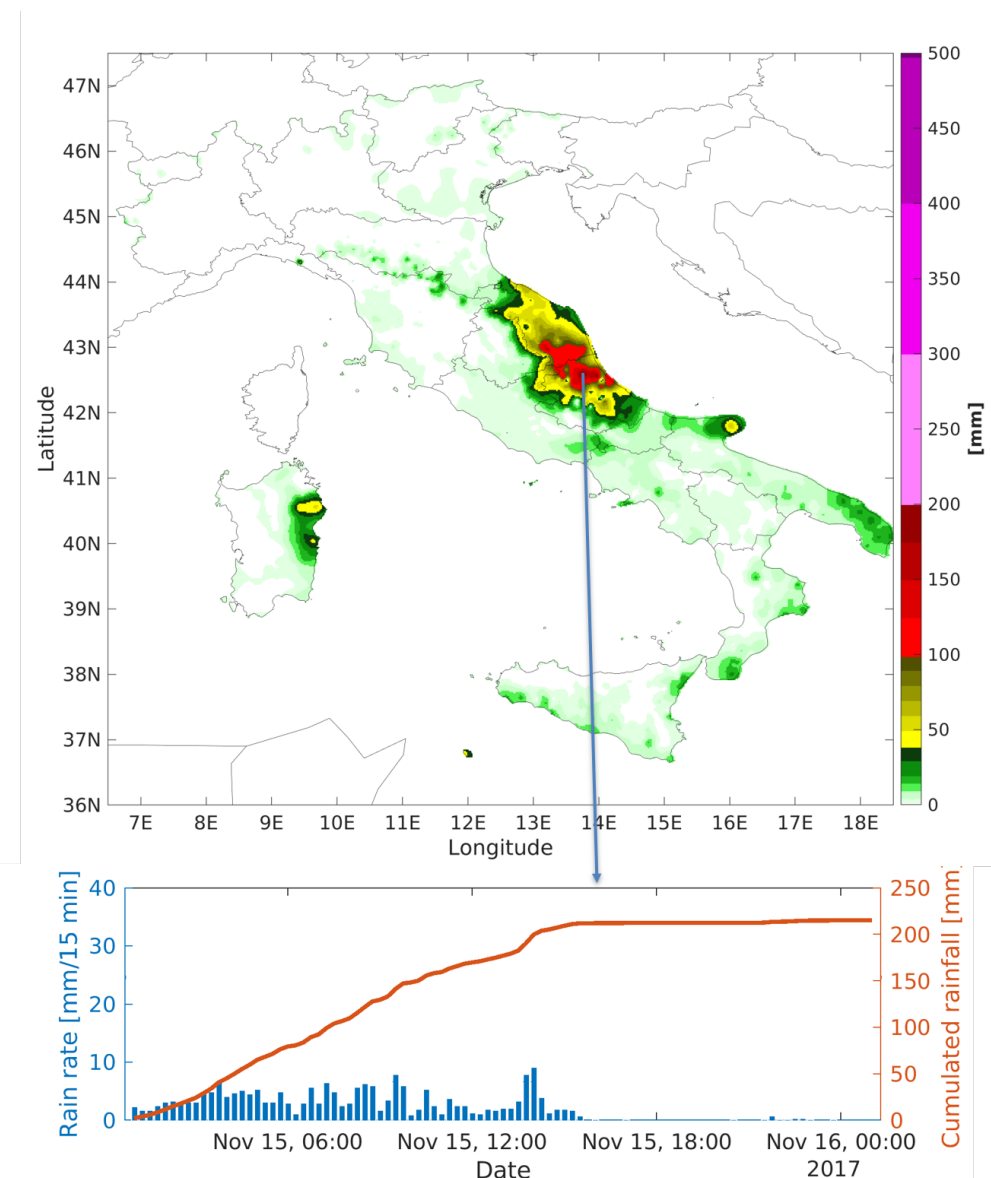 500
47N
46N
450
45N
400
44N
350
43N
300
42N
250
41N
200
40N
150
39N
100
38N
50
37N
0
36N
Latitude
[mm]
7E 8E 9E 10E 11E 12E 13E 14E 15E 16E 17E 18E
Longitude
40
30
20
10
0
Rain rate [mm/15 min]
250
200
150
100
50
0
Cumulated rainfall [mm]
Nov 15, 06:00 Nov 15, 12:00 Nov 15, 18:00 Nov 16, 00:00
Date 2017